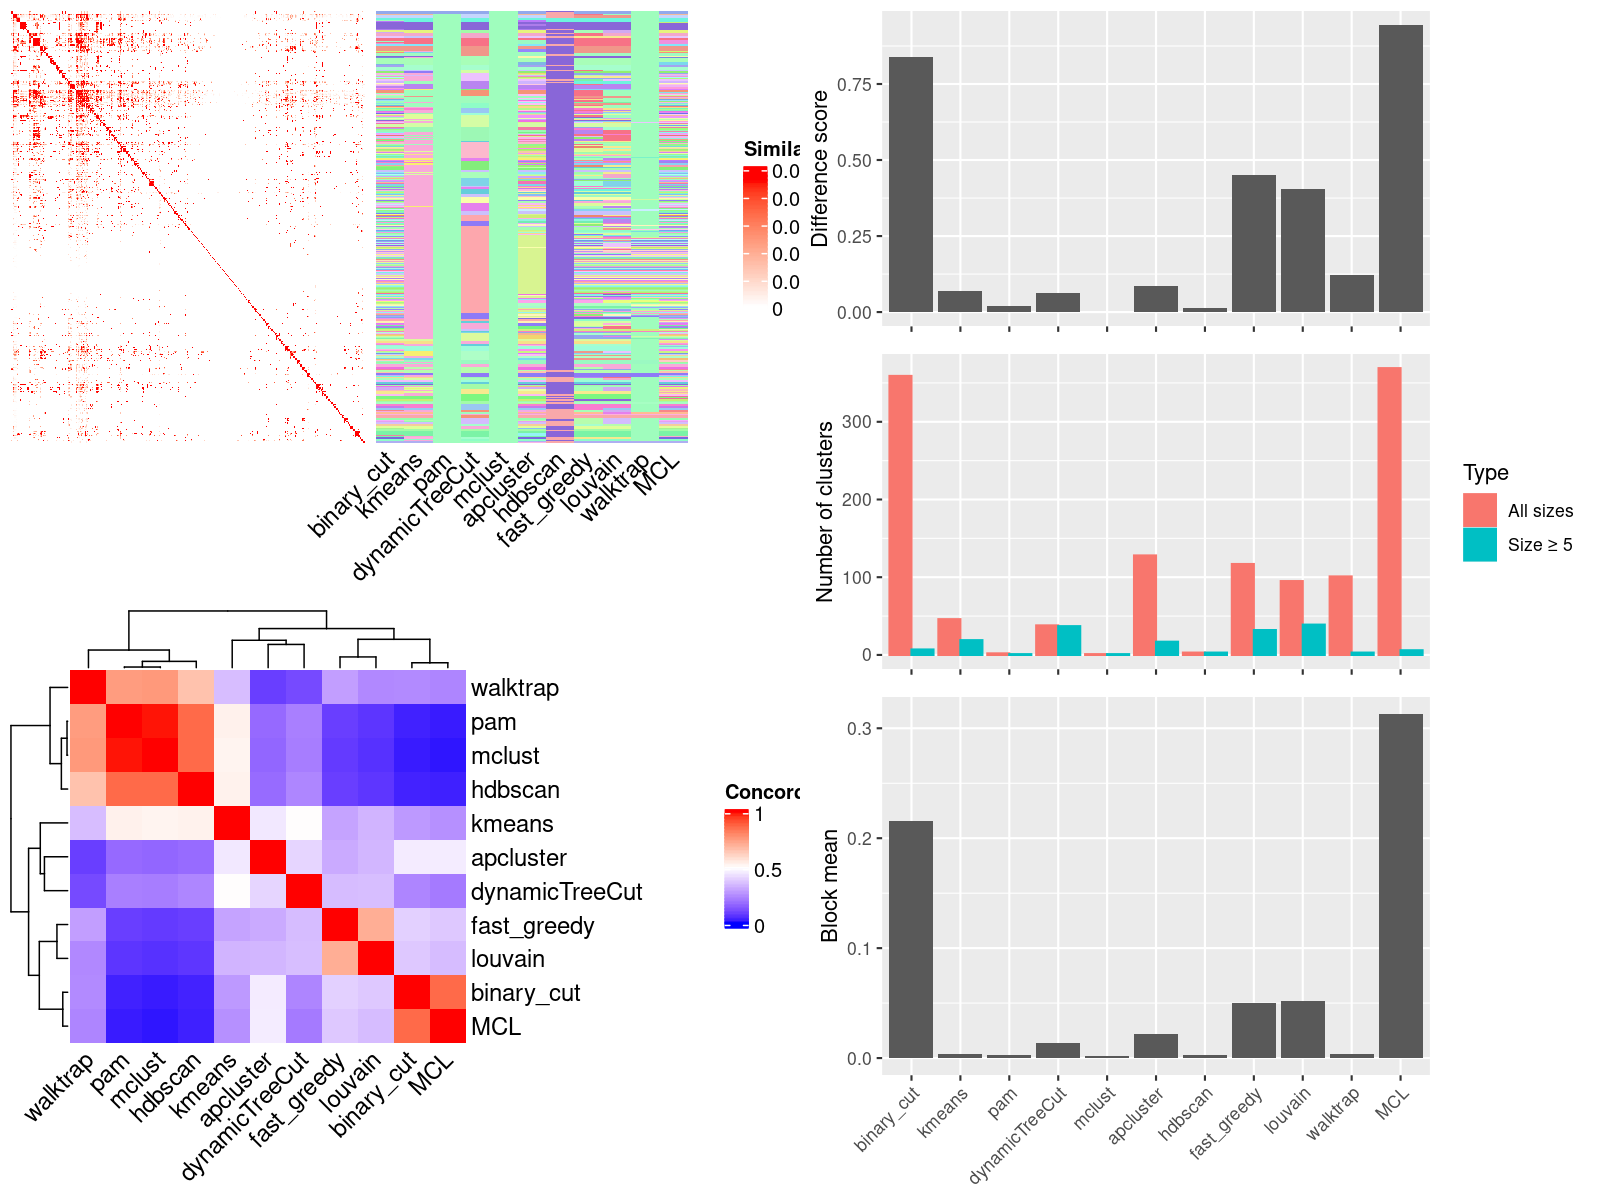 Simila
0.0
0.0
0.0
0.0
0
binary_cut
kmeans
pam
dynamicTreeCut
mclust
apcluster
hdbscan
fast_greedy
louvain
walktrap
MCL
Difference score
0.75
0.50
0.25
0.00
Number of clusters
300
200
100
0
Type
All sizes
Size ≥ 5
walktrap
pam
mclust
hdbscan
kmeans
apcluster
dynamicTreeCut
fast_greedy
louvain
binary_cut
MCL
walktrap
pam
mclust
hdbscan
kmeans
apcluster
dynamicTreeCut
fast_greedy
louvain
binary_cut
MCL
Concord
1
0.5
0
Block mean
0.3
0.2
0.1
0.0
binary_cut
kmeans
pam
dynamicTreeCut
mclust
apcluster
hdbscan
fast_greedy
louvain
walktrap
MCL